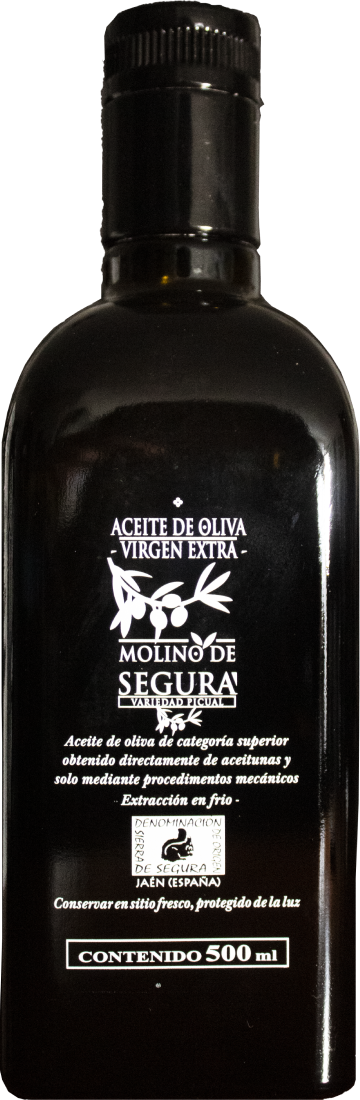 ACEITE DE OLIVA
- VIRGEN EXTRA -
MOLINO DE
SEGURA
VARIEDAD PICUAL
Aceite de oliva de categoría superior
obtenido directamente de aceitunas y
solo mediante procedimentos mecánicos
- Extracción en frio -
DENOMINACION
DE ORIGEN
SIERRA
DE SEGURA
JAÉN (ESPAÑA)
Conservar en sitio fresco, protegido de la luz
CONTENIDO 500 ml